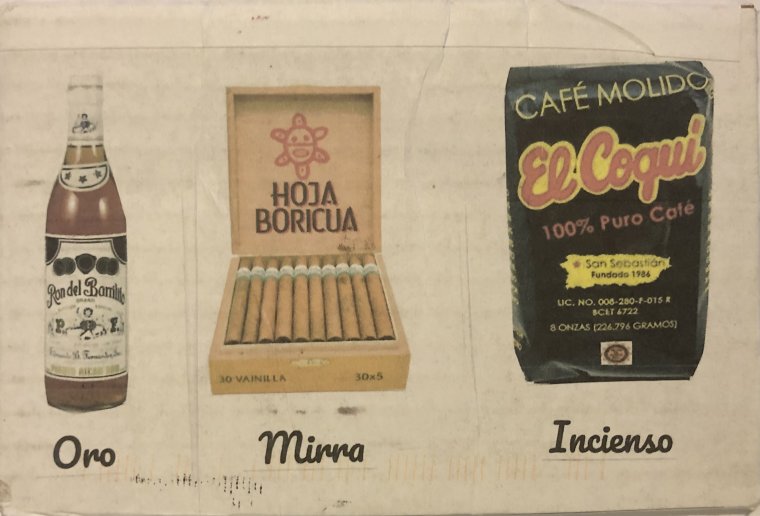 Ron del Barrilito
HOJA
BORICUA
30 VAINILLA
30x5
CAFÉ MOLIDO
El Coqui
100% Puro Café
San Sebastián
Fundado 1986
LIC. NO. 008-280-P-015 R
BCET 6722
8 ONZAS (226.796 GRAMOS)
Oro
Mirra
Incienso